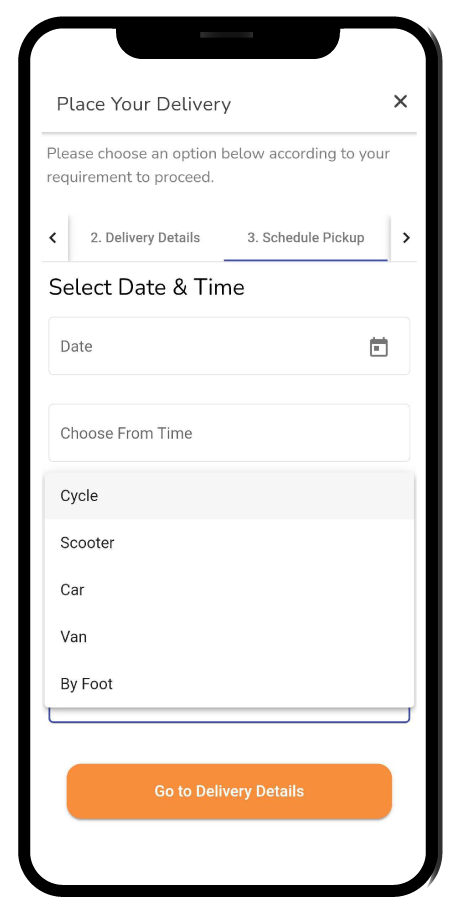 Place Your Delivery
Please choose an option below according to your
requirement to proceed.
2. Delivery Details
3. Schedule Pickup
Select Date & Time
Date
Choose From Time
Cycle
Scooter
Car
Van
By Foot
Go to Delivery Details